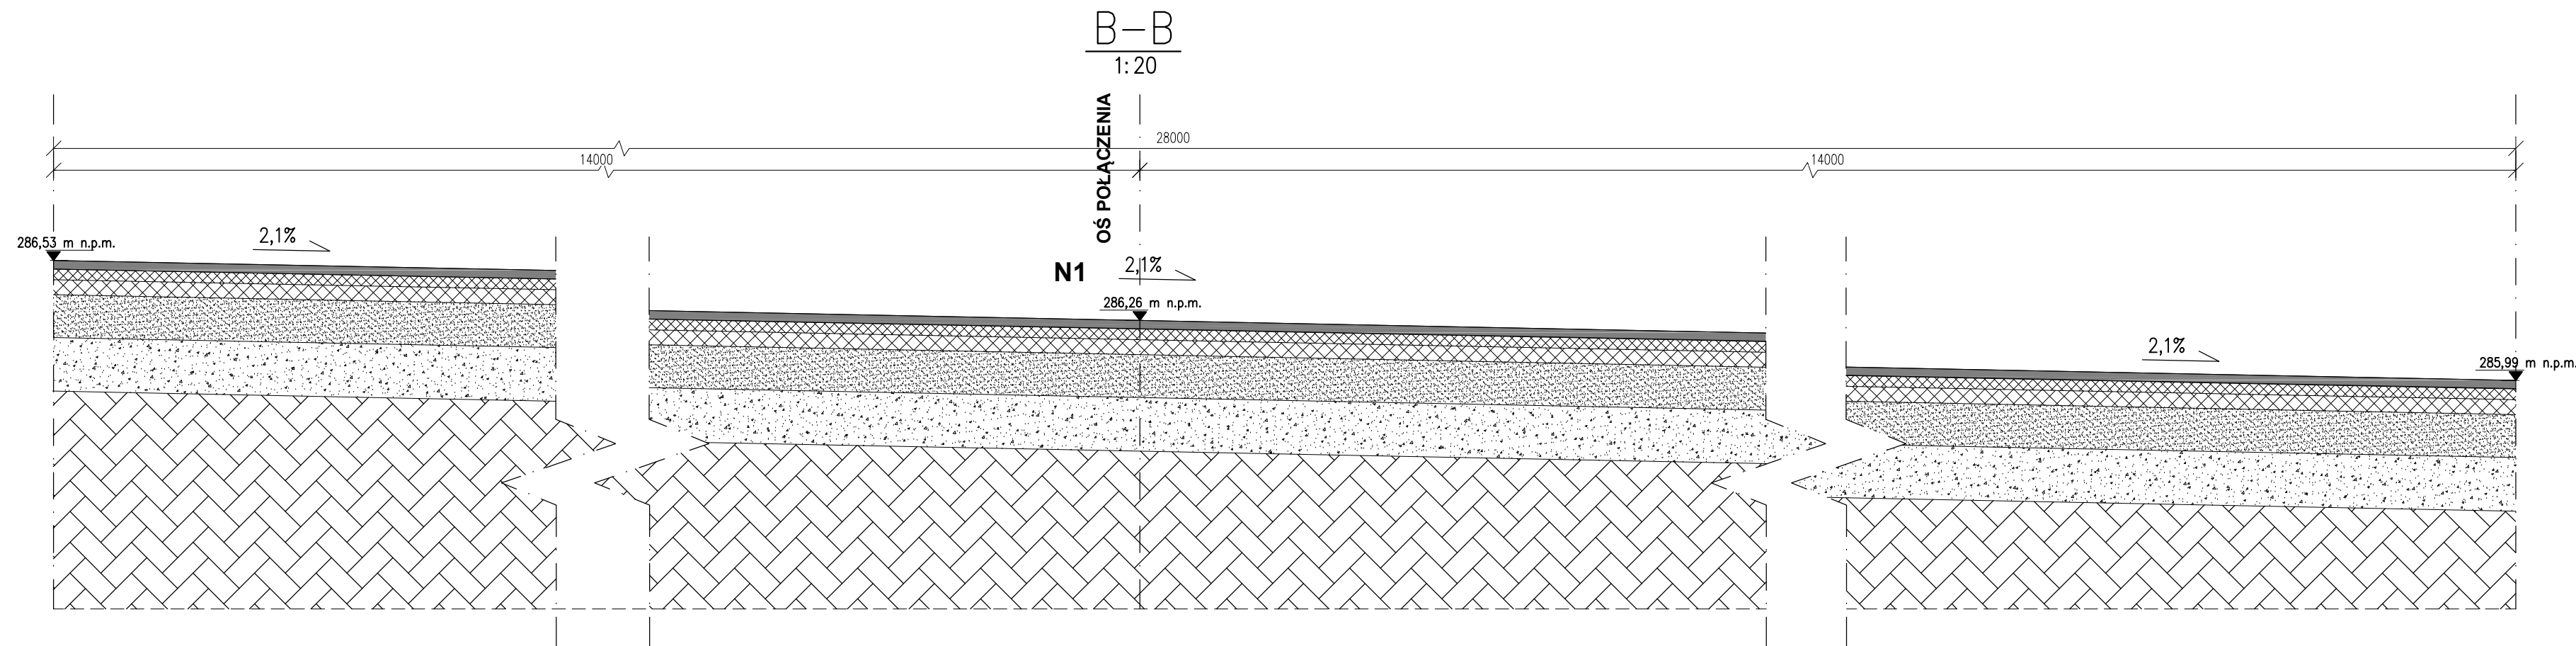 B-B
1:20
OŚ POŁĄCZENIA
28000
14000
14000
286,53 m n.p.m.
2,1%
N1
2,1%
286,26 m n.p.m.
2,1%
285,99 m n.p.m.